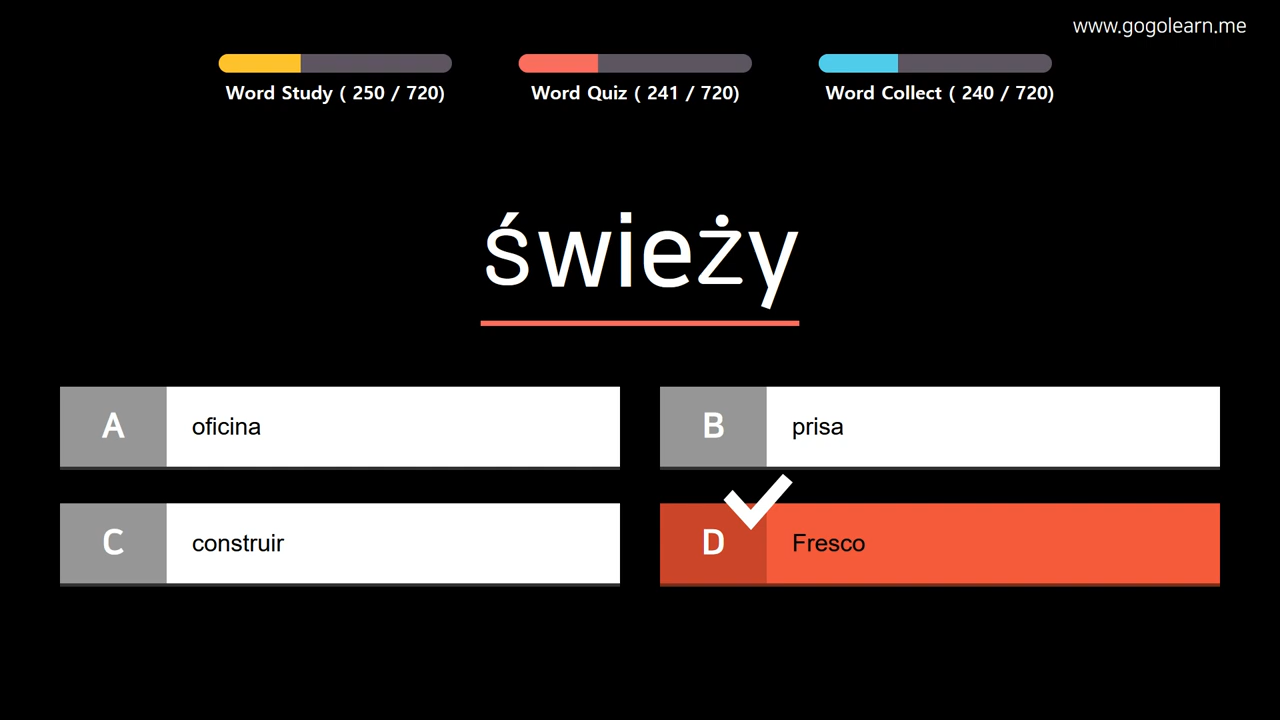 www.gogolearn.me
Word Study ( 250 / 720)
Word Quiz ( 241 / 720)
Word Collect ( 240 / 720)
świeży
A oficina
B prisa
C construir
D Fresco